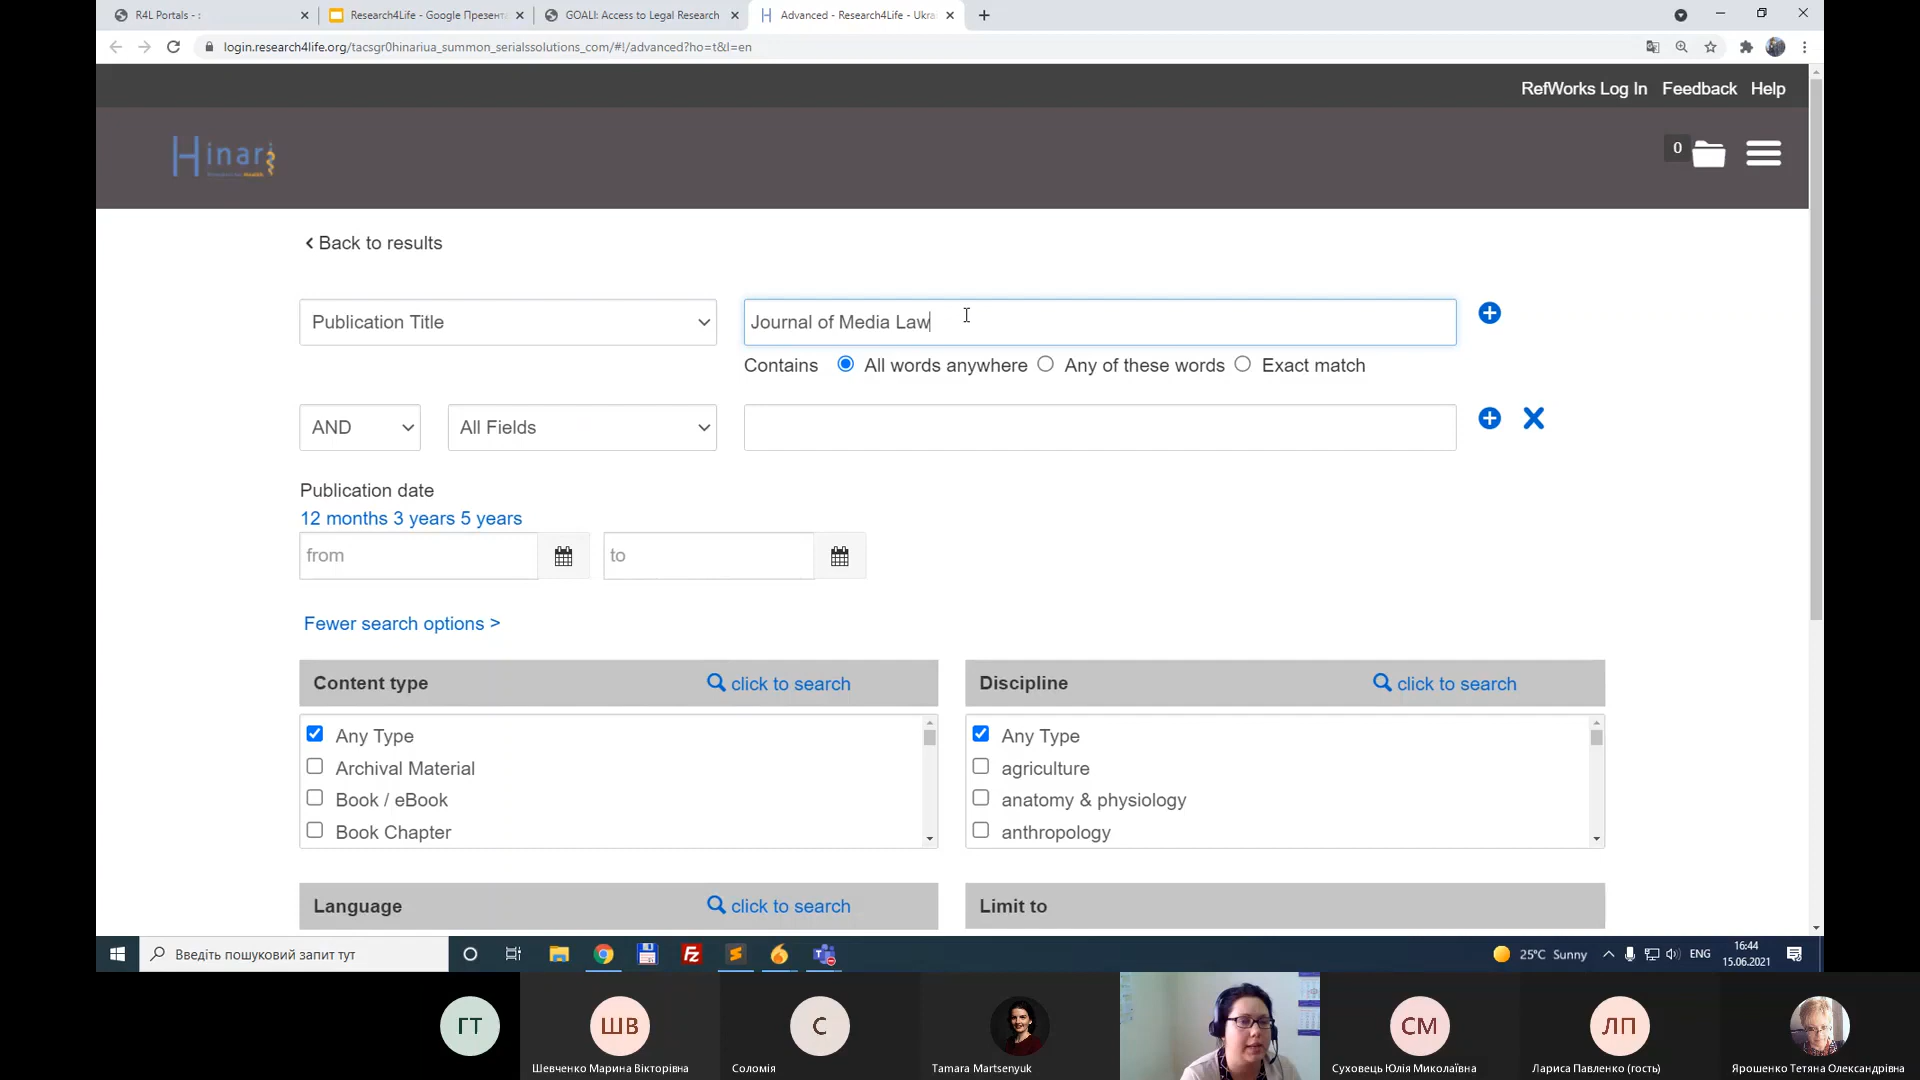 R4L Portals - :
Research4Life - Google Презент
GOALI: Access to Legal Research
Advanced - Research4Life - Ukra
login.research4life.org/tacsgr0hinariua_summon_serialssolutions_com/#!/advanced?ho=t&l=en
RefWorks Log In Feedback Help
Hinari
0
Back to results
Publication Title
Journal of Media Law
Contains All words anywhere Any of these words Exact match
AND
All Fields
Publication date
12 months 3 years 5 years
from
to
Fewer search options >
Content type
click to search
Discipline
click to search
Any Type
Archival Material
Book / eBook
Book Chapter
Any Type
agriculture
anatomy & physiology
anthropology
Language
click to search
Limit to
Введіть пошуковий запит тут
25°C Sunny
ENG
16:44
15.06.2021
ГТ
ШВ
Шевченко Марина Вікторівна
С
Соломія
Tamara Martsenyuk
СМ
Суховець Юлія Миколаївна
ЛП
Лариса Павленко (гость)
Ярошенко Тетяна Олександрівна